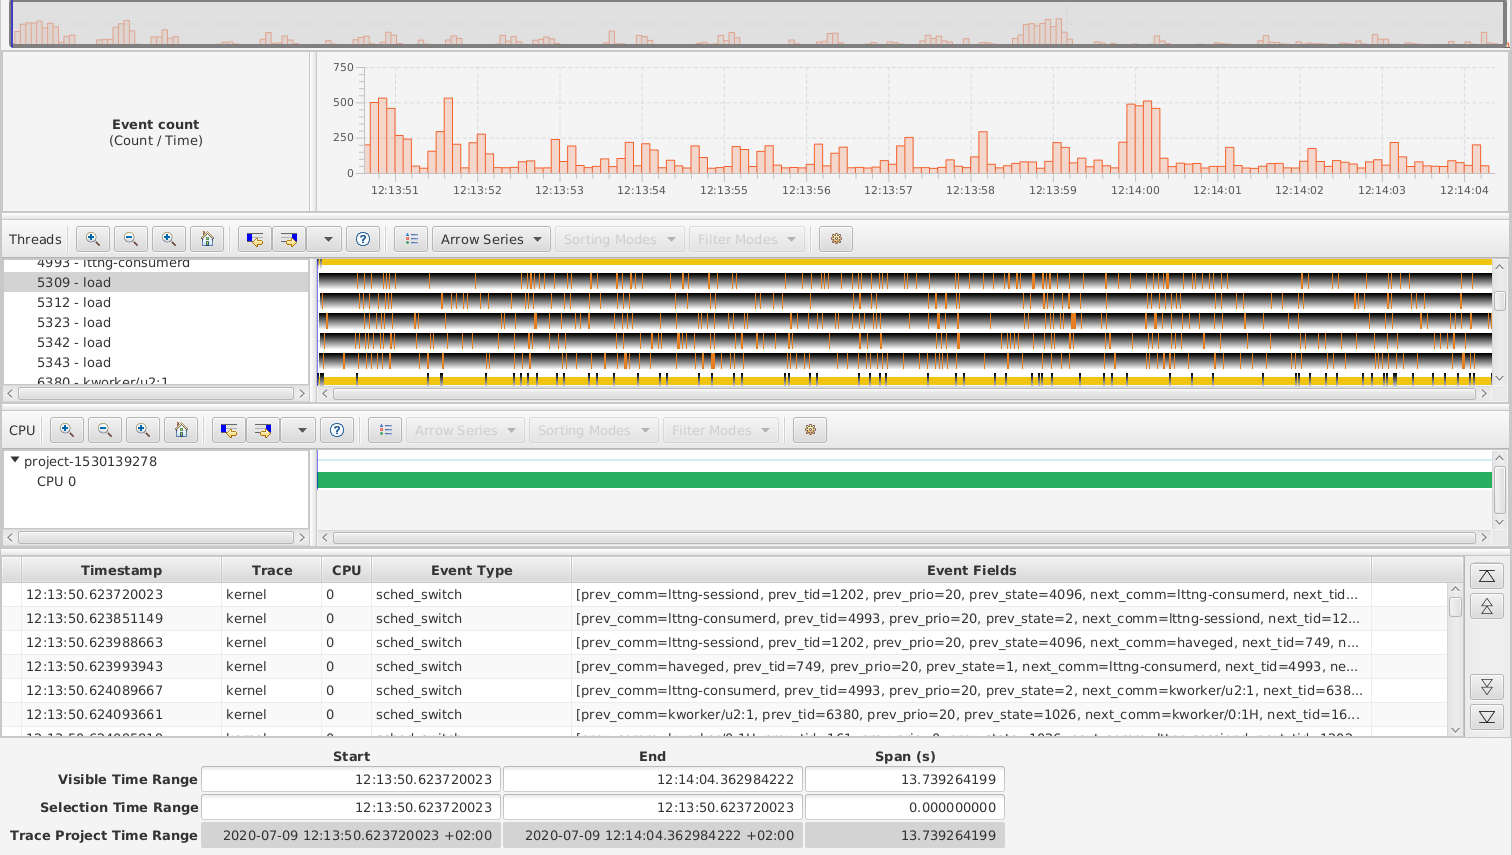 750
500
250
0
Event count
(Count / Time)
12:13:51 12:13:52 12:13:53 12:13:54 12:13:55 12:13:56 12:13:57 12:13:58 12:13:59 12:14:00 12:14:01 12:14:02 12:14:03 12:14:04
Threads Arrow Series Sorting Modes Filter Modes
4993 - lttng-consumerd
5309 - load
5312 - load
5323 - load
5342 - load
5343 - load
6380 - kworker/u2:1
CPU Arrow Series Sorting Modes Filter Modes
project-1530139278
CPU 0
Timestamp Trace CPU Event Type Event Fields
12:13:50.623720023 kernel 0 sched_switch [prev_comm=lttng-sessiond, prev_tid=1202, prev_prio=20, prev_state=4096, next_comm=lttng-consumerd, next_tid...
12:13:50.623851149 kernel 0 sched_switch [prev_comm=lttng-consumerd, prev_tid=4993, prev_prio=20, prev_state=2, next_comm=lttng-sessiond, next_tid=12...
12:13:50.623988663 kernel 0 sched_switch [prev_comm=lttng-sessiond, prev_tid=1202, prev_prio=20, prev_state=4096, next_comm=haveged, next_tid=749, n...
12:13:50.623993943 kernel 0 sched_switch [prev_comm=haveged, prev_tid=749, prev_prio=20, prev_state=1, next_comm=lttng-consumerd, next_tid=4993, ne...
12:13:50.624089667 kernel 0 sched_switch [prev_comm=lttng-consumerd, prev_tid=4993, prev_prio=20, prev_state=2, next_comm=kworker/u2:1, next_tid=638...
12:13:50.624093661 kernel 0 sched_switch [prev_comm=kworker/u2:1, prev_tid=6380, prev_prio=20, prev_state=1026, next_comm=kworker/0:1H, next_tid=16...
Start End Span (s)
Visible Time Range 12:13:50.623720023 12:14:04.362984222 13.739264199
Selection Time Range 12:13:50.623720023 12:13:50.623720023 0.000000000
Trace Project Time Range 2020-07-09 12:13:50.623720023 +02:00 2020-07-09 12:14:04.362984222 +02:00 13.739264199